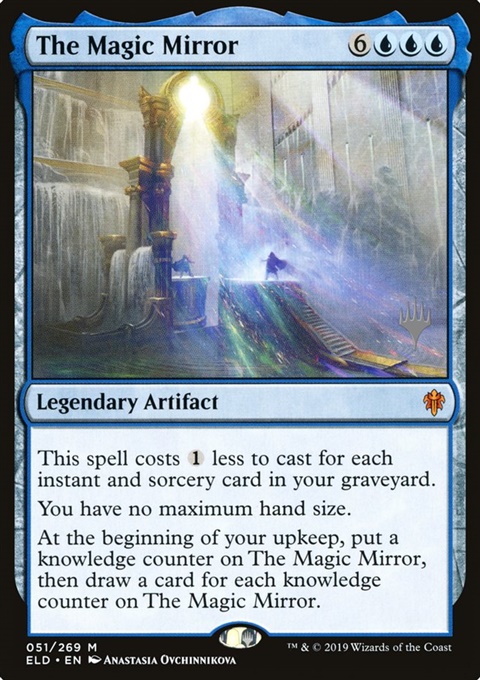 The Magic Mirror 6
Legendary Artifact
This spell costs 1 less to cast for each
instant and sorcery card in your graveyard.
You have no maximum hand size.
At the beginning of your upkeep, put a
knowledge counter on The Magic Mirror,
then draw a card for each knowledge
counter on The Magic Mirror.
051/269 M
ELD • EN Anastasia Ovchinnikova
™ & © 2019 Wizards of the Coast